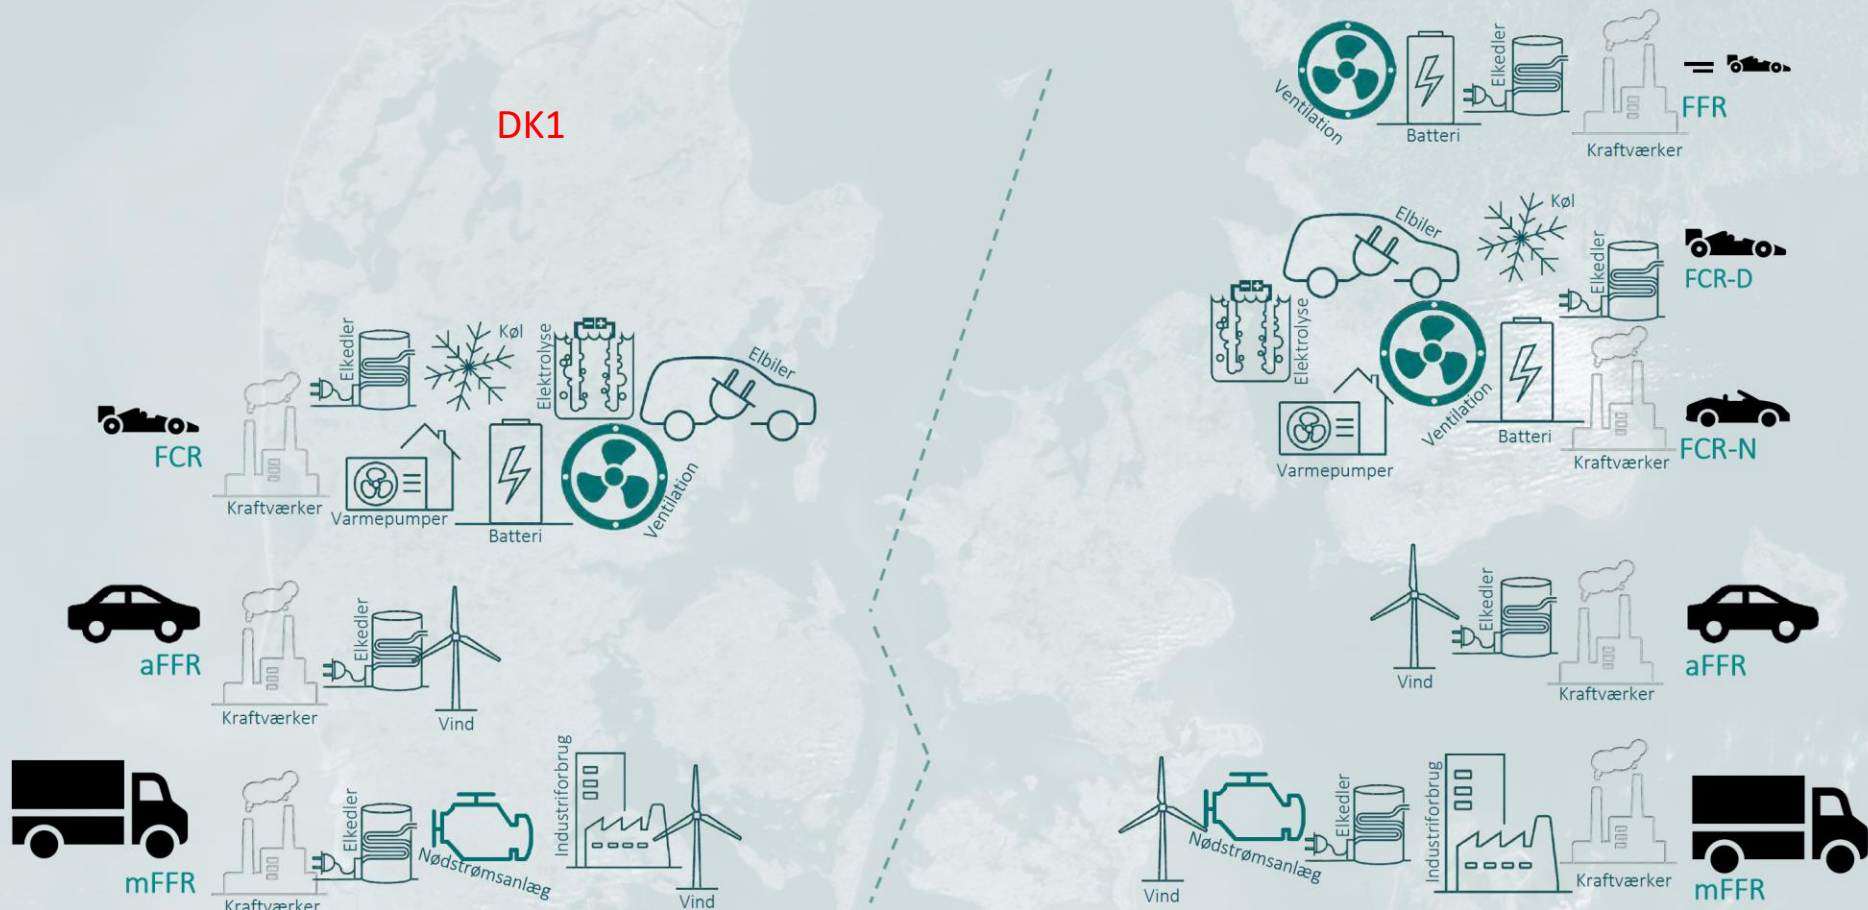 DK1
Ventilation
Batteri
Elkedler
Kraftværker
FFR
Elbiler
Køl
Elkedler
FCR-D
Elektrolyse
Varmepumper
Ventilation
Batteri
Kraftværker
FCR-N
FCR
Kraftværker
Elkedler
Køl
Elektrolyse
Elbiler
Varmepumper
Batteri
Ventilation
aFFR
Kraftværker
Elkedler
Vind
Vind
Elkedler
Kraftværker
aFFR
mFFR
Kraftværker
Elkedler
Nødstrømsanlæg
Industriforbrug
Vind
Vind
Nødstrømsanlæg
Elkedler
Industriforbrug
Kraftværker
mFFR